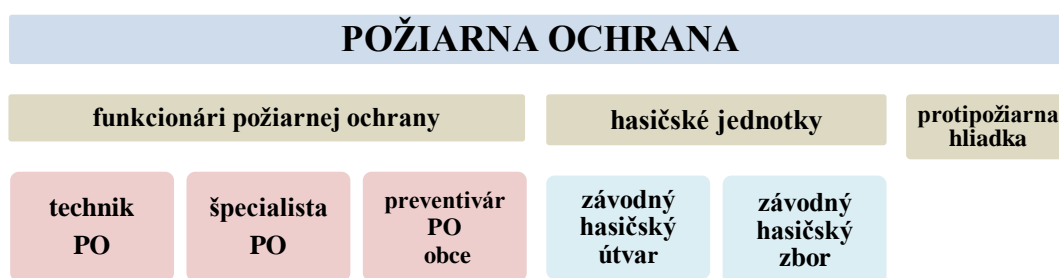 POŽIARNA OCHRANA
funkcionári požiarnej ochrany
hasičské jednotky
protipožiarna
hliadka
technik
PO
špecialista
PO
preventivár
PO
obce
závodný
hasičský
útvar
závodný
hasičský
zbor